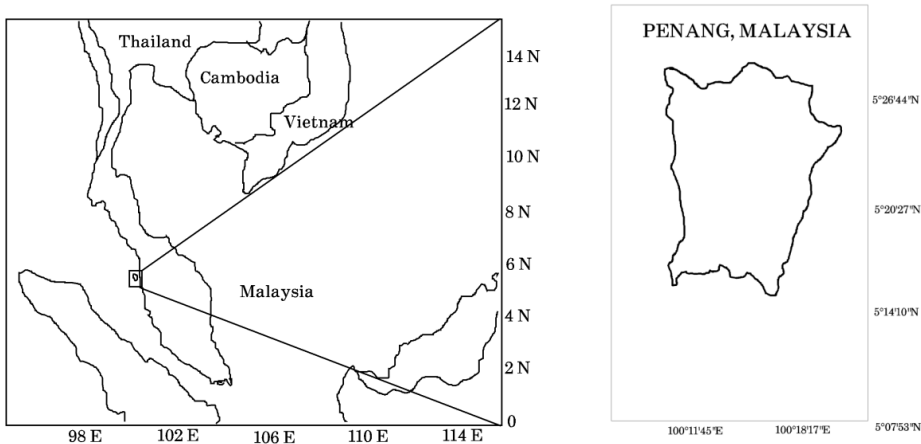 Thailand
Cambodia
Vietnam
Malaysia
14 N
12 N
10 N
8 N
6 N
4 N
2 N
0
98 E
102 E
106 E
110 E
114 E
PENANG, MALAYSIA
5°26'44"N
5°20'27"N
5°14'10"N
5°07'53"N
100°11'45"E
100°18'17"E